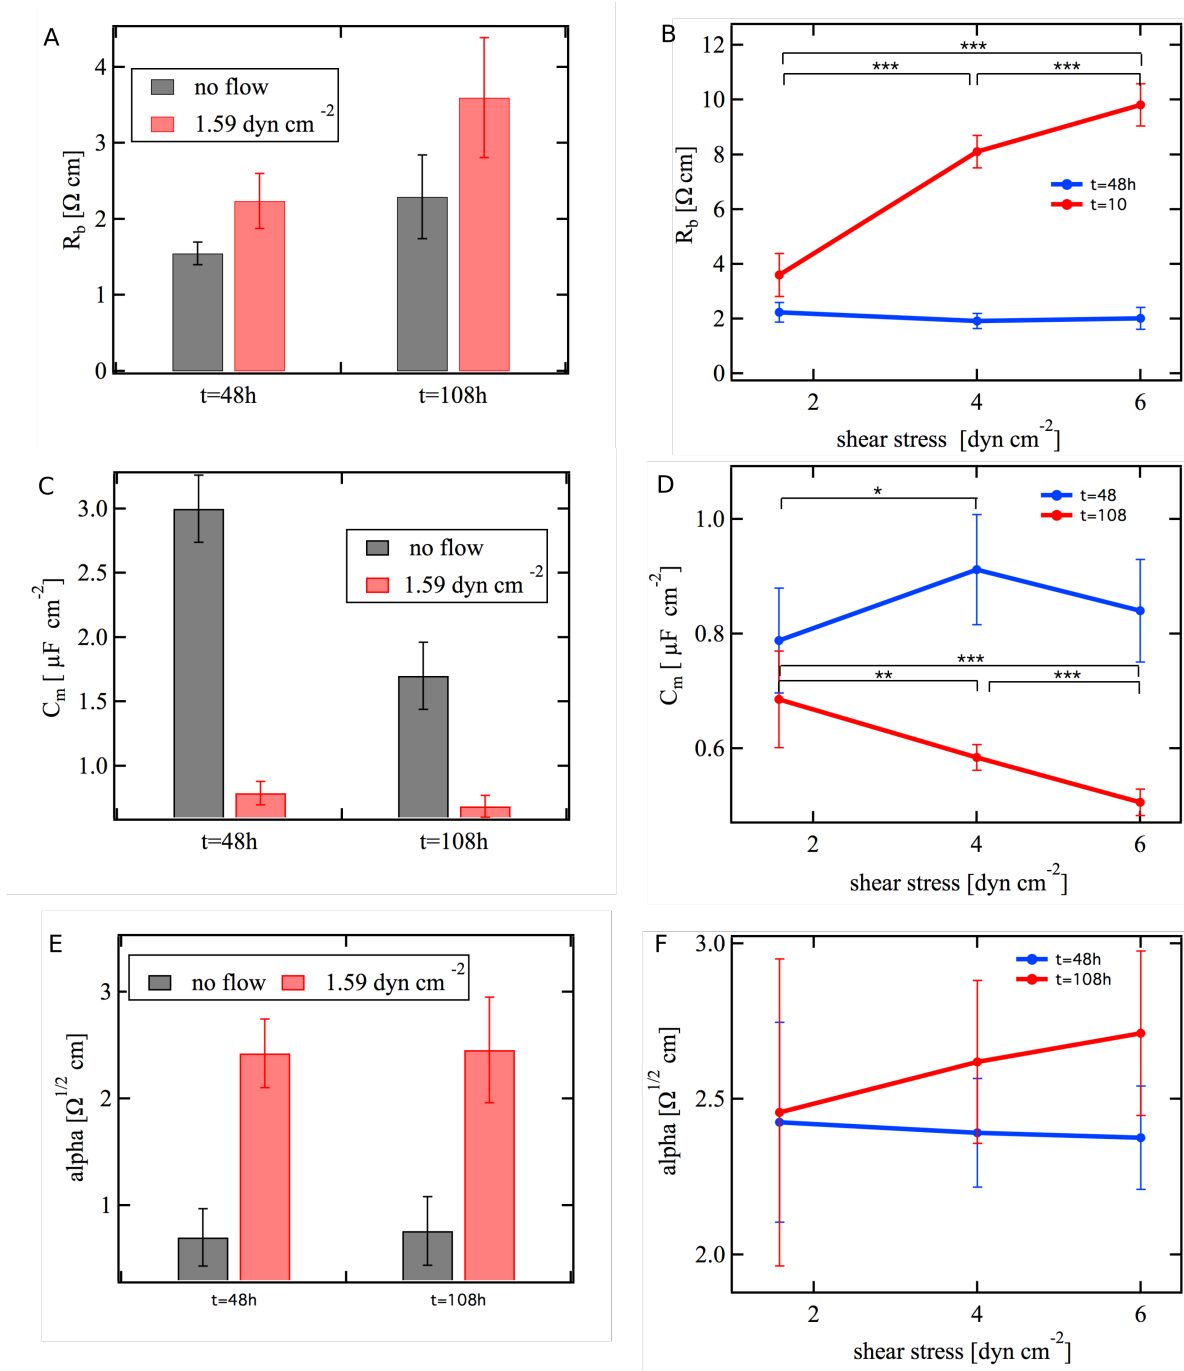 A
no flow
1.59 dyn cm -2
4
3
2
1
0
R_b [Ω cm]
t=48h
t=108h
B
***
***
***
12
10
8
6
4
2
0
R_b [Ω cm]
t=48h
t=10
2
4
6
shear stress [dyn cm-2]
C
no flow
1.59 dyn cm -2
3.0
2.5
2.0
1.5
1.0
C_m [ µF cm-2]
t=48h
t=108h
D
*
t=48
t=108
***
**
***
1.0
0.8
0.6
C_m [ µF cm-2]
2
4
6
shear stress [dyn cm-2]
E
no flow
1.59 dyn cm -2
3
2
1
alpha [Ω1/2 cm]
t=48h
t=108h
F
t=48h
t=108h
3.0
2.5
2.0
alpha [Ω1/2 cm]
2
4
6
shear stress [dyn cm-2]